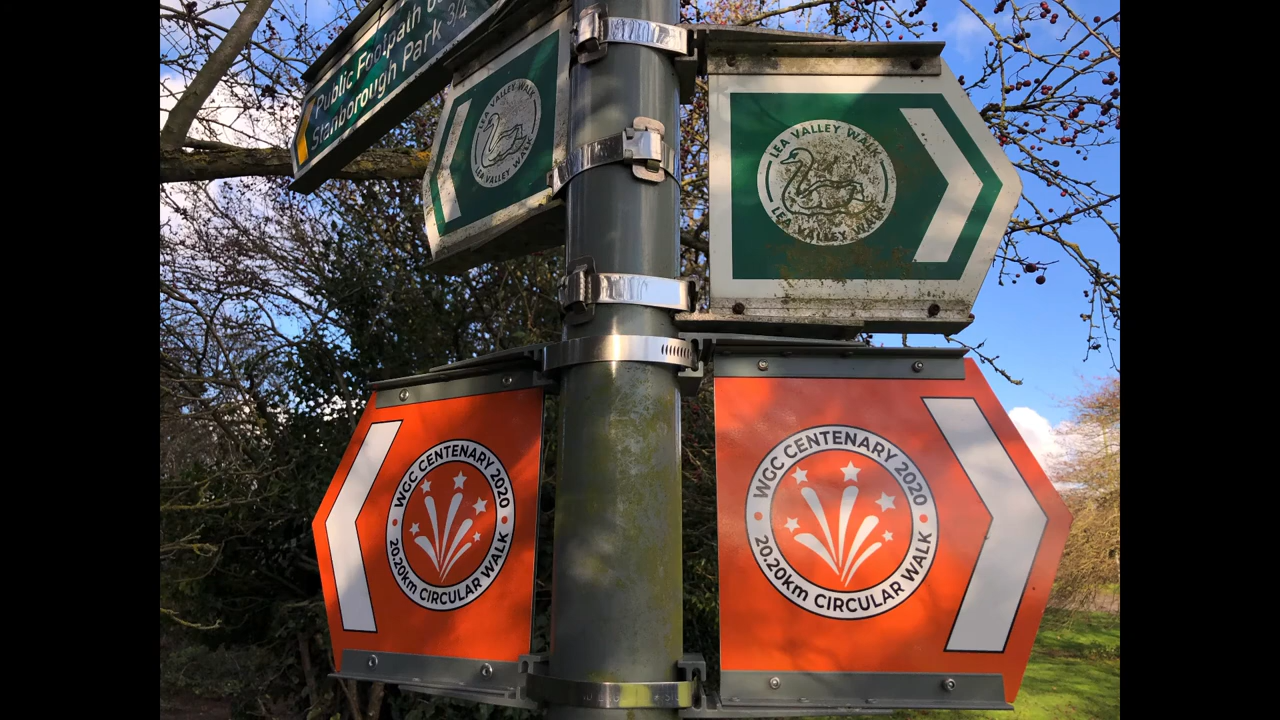 Public Footpath
Stanborough Park 3/4
LEA VALLEY WALK
LEA VALLEY WALK
LEA VALLEY WALK
LEA VALLEY WALK
WGC CENTENARY 2020
20.20km CIRCULAR WALK
WGC CENTENARY 2020
20.20km CIRCULAR WALK